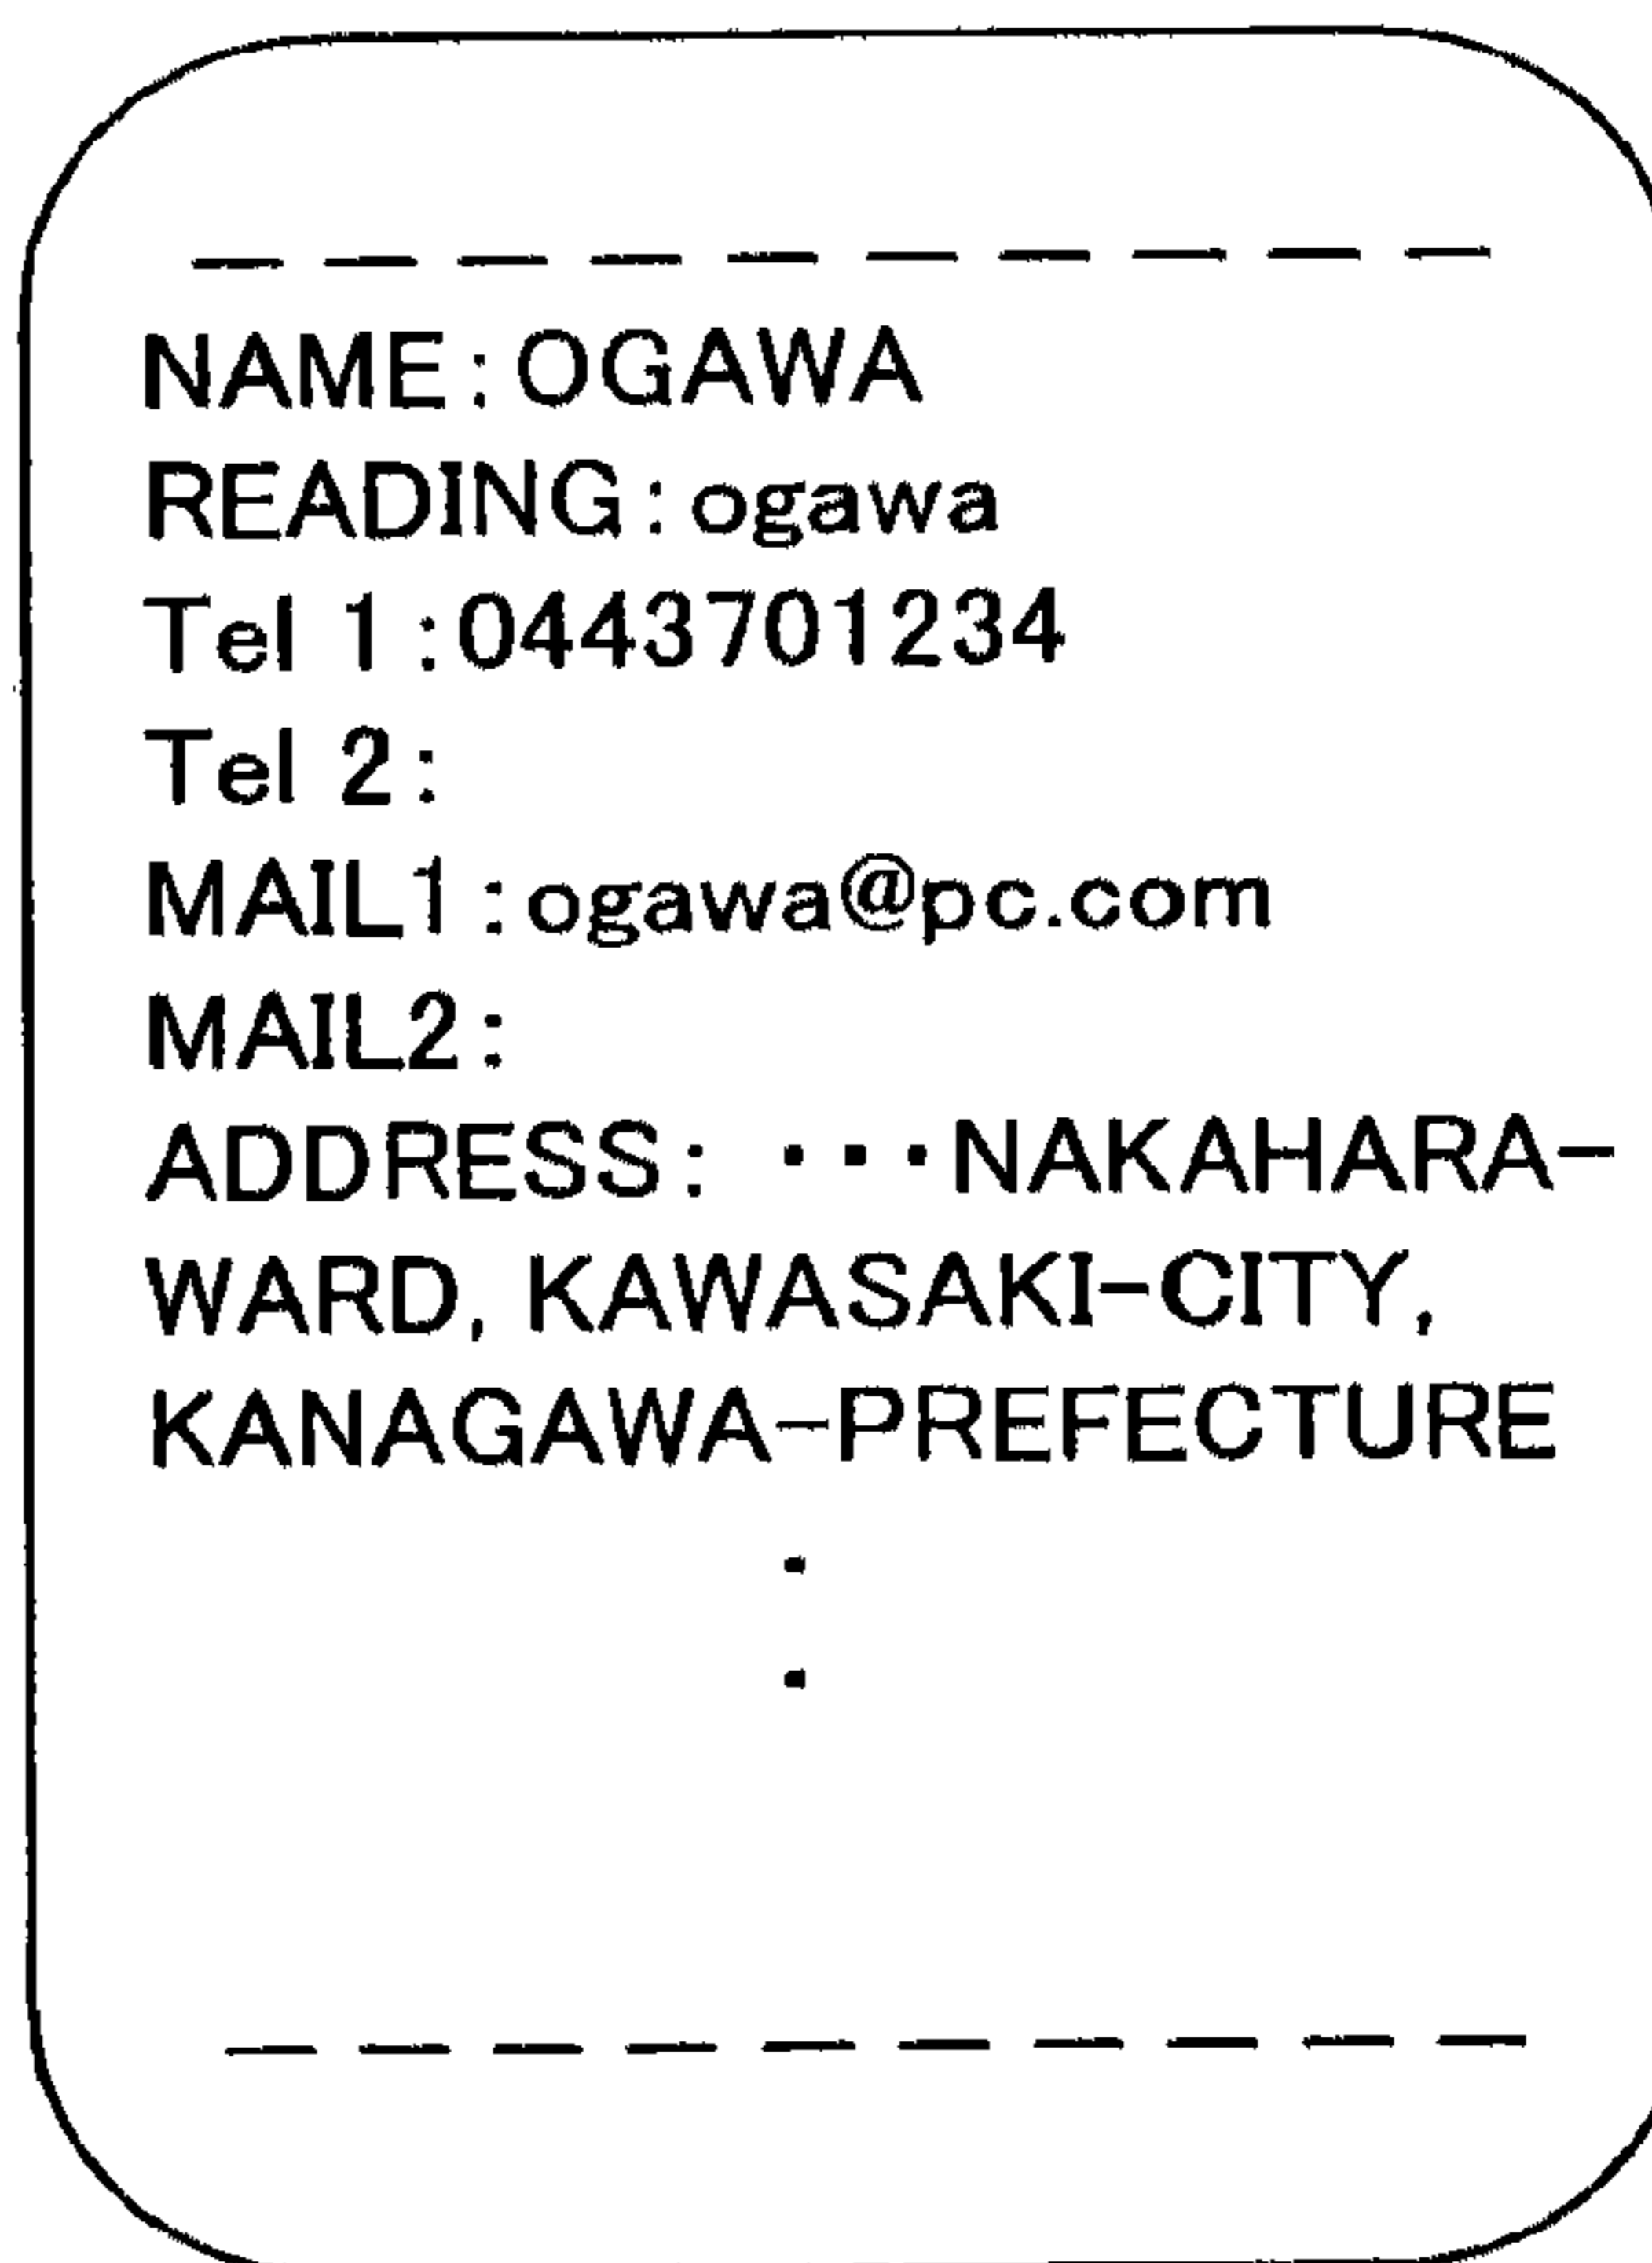 NAME:OGAWA
READING:ogawa
Tel 1:0443701234
Tel 2:
MAIL1:ogawa@pc.com
MAIL2:
ADDRESS: ・・・NAKAHARA-
WARD, KAWASAKI-CITY,
KANAGAWA-PREFECTURE